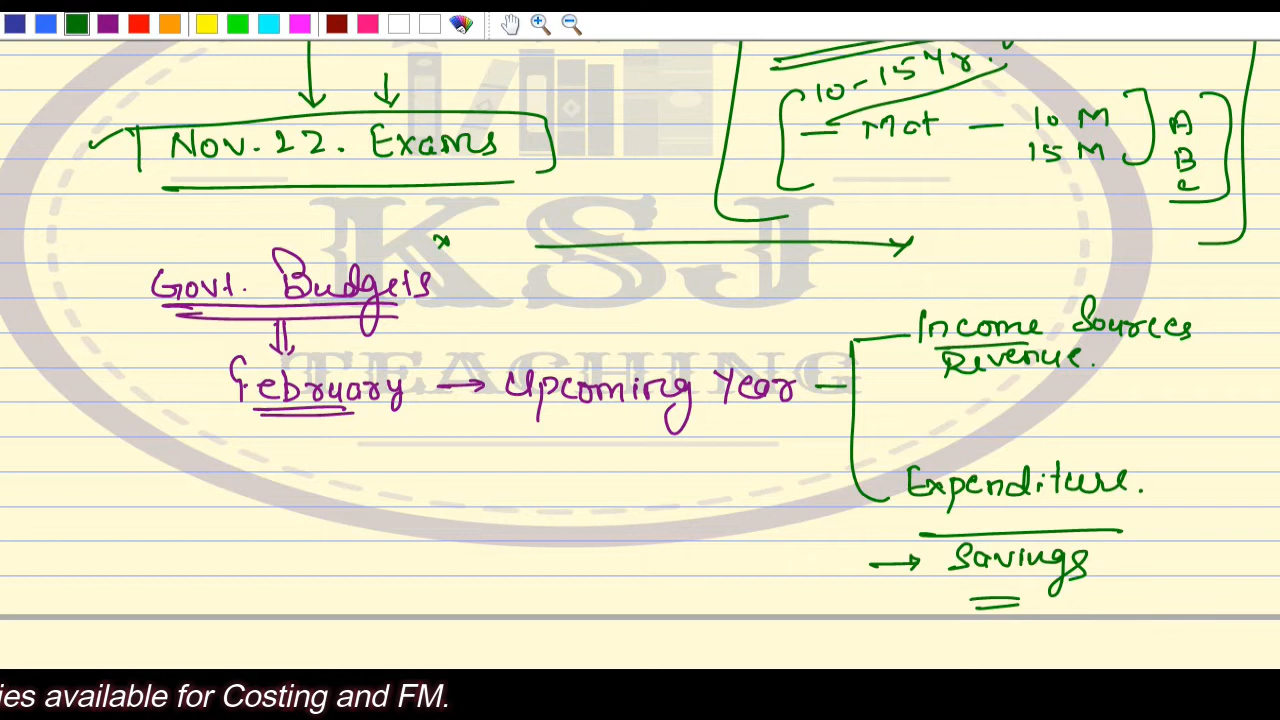 10-15 Yr.
Nov. 22. Exams
Mat — 10 M
15 M
A
B
C
KSJ
TEACHING
Govt. Budgets
February → Upcoming Year
Income Sources
Revenue.
Expenditure.
→ Savings
ies available for Costing and FM.